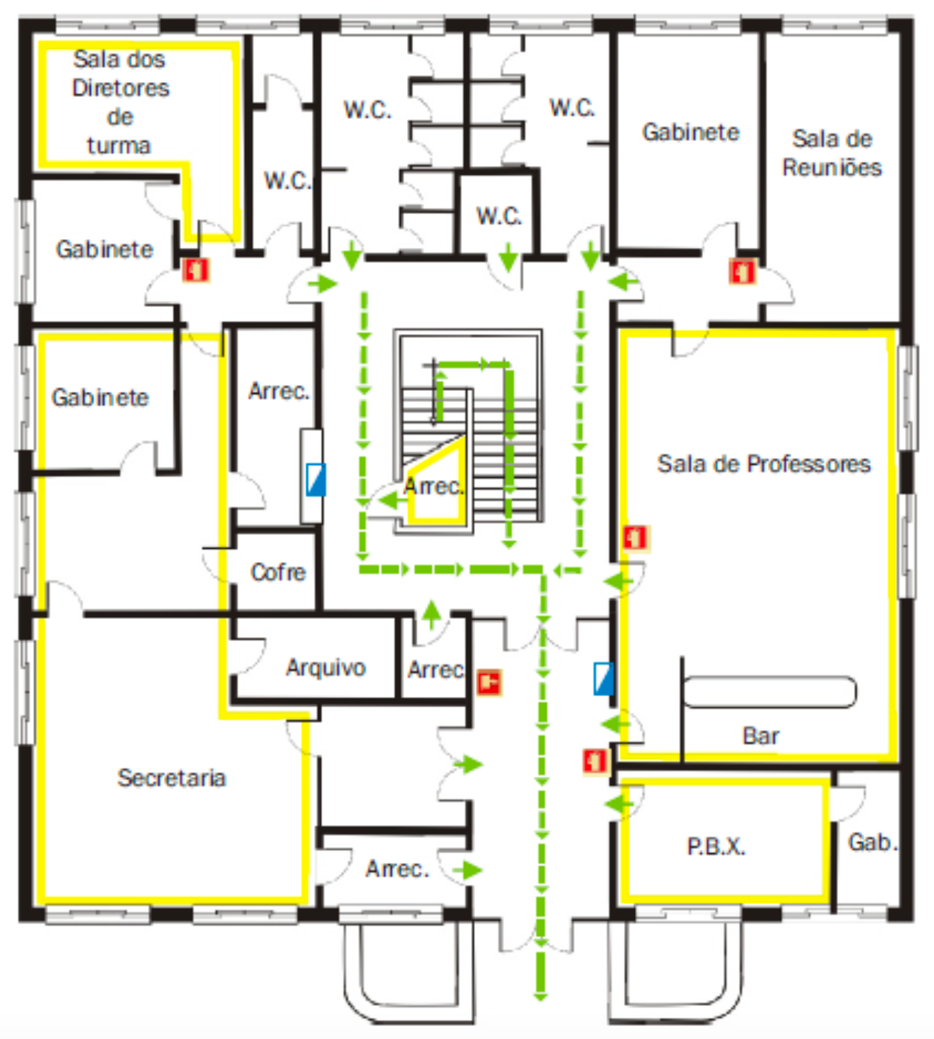 Sala dos
Diretores
de
turma
W.C.
W.C.
W.C.
W.C.
Gabinete
Sala de
Reuniões
Gabinete
Gabinete
Arrec.
Arrec.
Sala de Professores
Cofre
Arquivo
Arrec
Bar
Secretaria
Arrec.
P.B.X.
Gab.